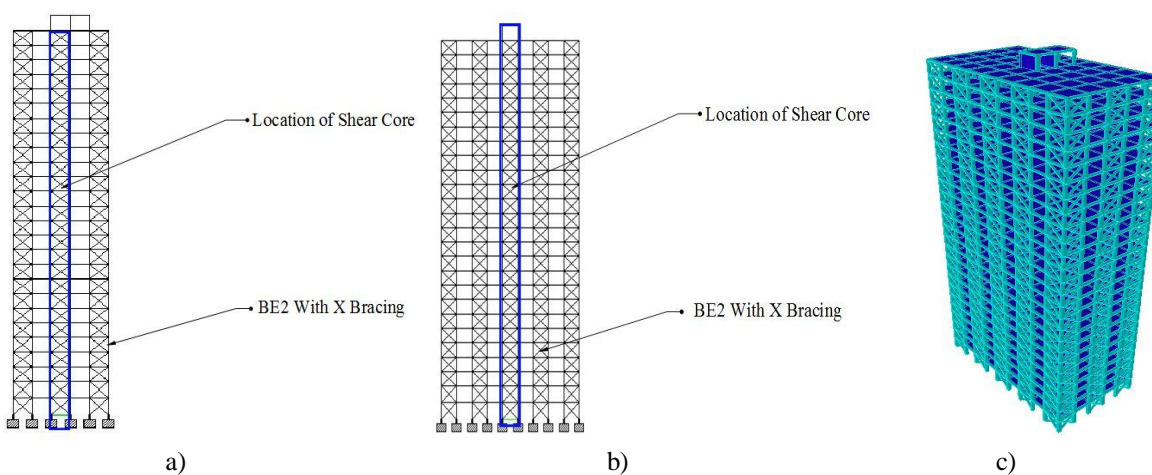 Location of Shear Core
BE2 With X Bracing
Location of Shear Core
BE2 With X Bracing
a)
b)
c)